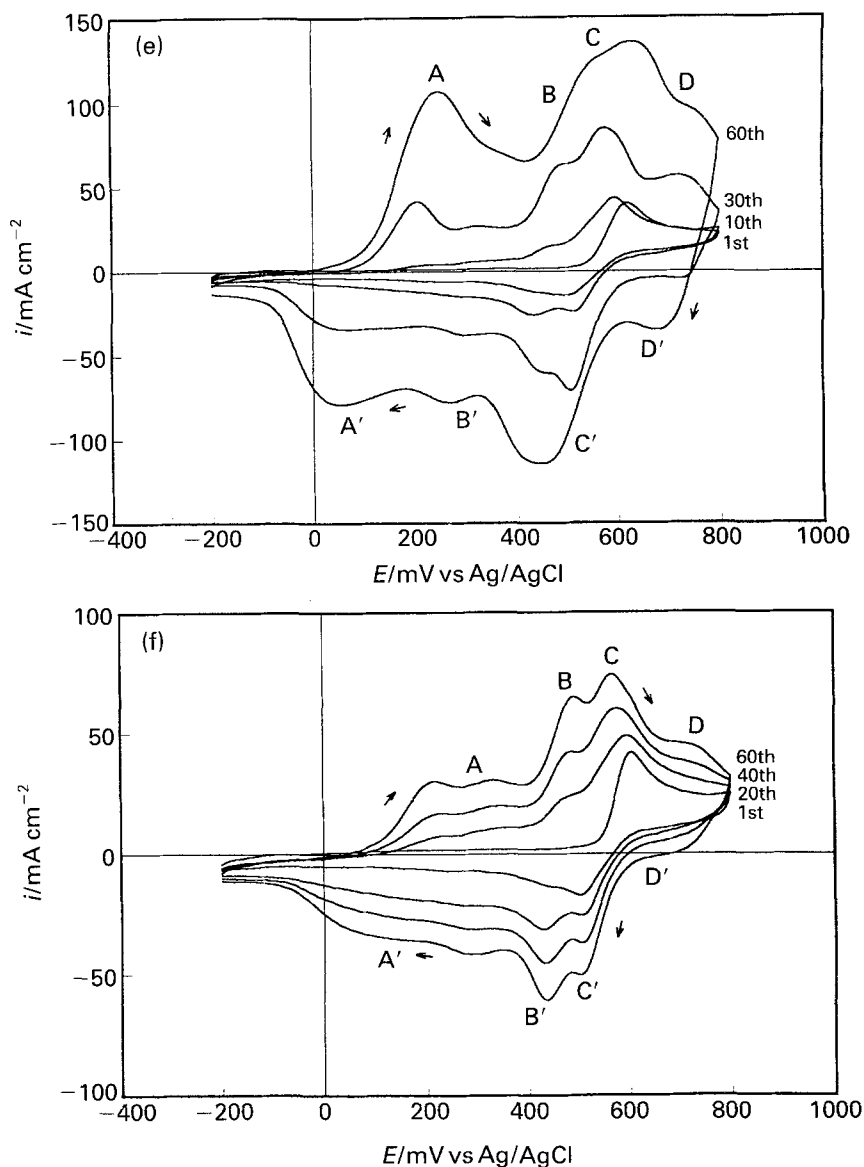 (e)
150
100
50
0
−50
−100
−150
i/mA cm−2
A
B
C
D
60th
30th
10th
1st
A′
B′
C′
D′
−400
−200
0
200
400
600
800
1000
E/mV vs Ag/AgCl
(f)
100
50
0
−50
−100
i/mA cm−2
A
B
C
D
60th
40th
20th
1st
A′
B′
C′
D′
−400
−200
0
200
400
600
800
1000
E/mV vs Ag/AgCl